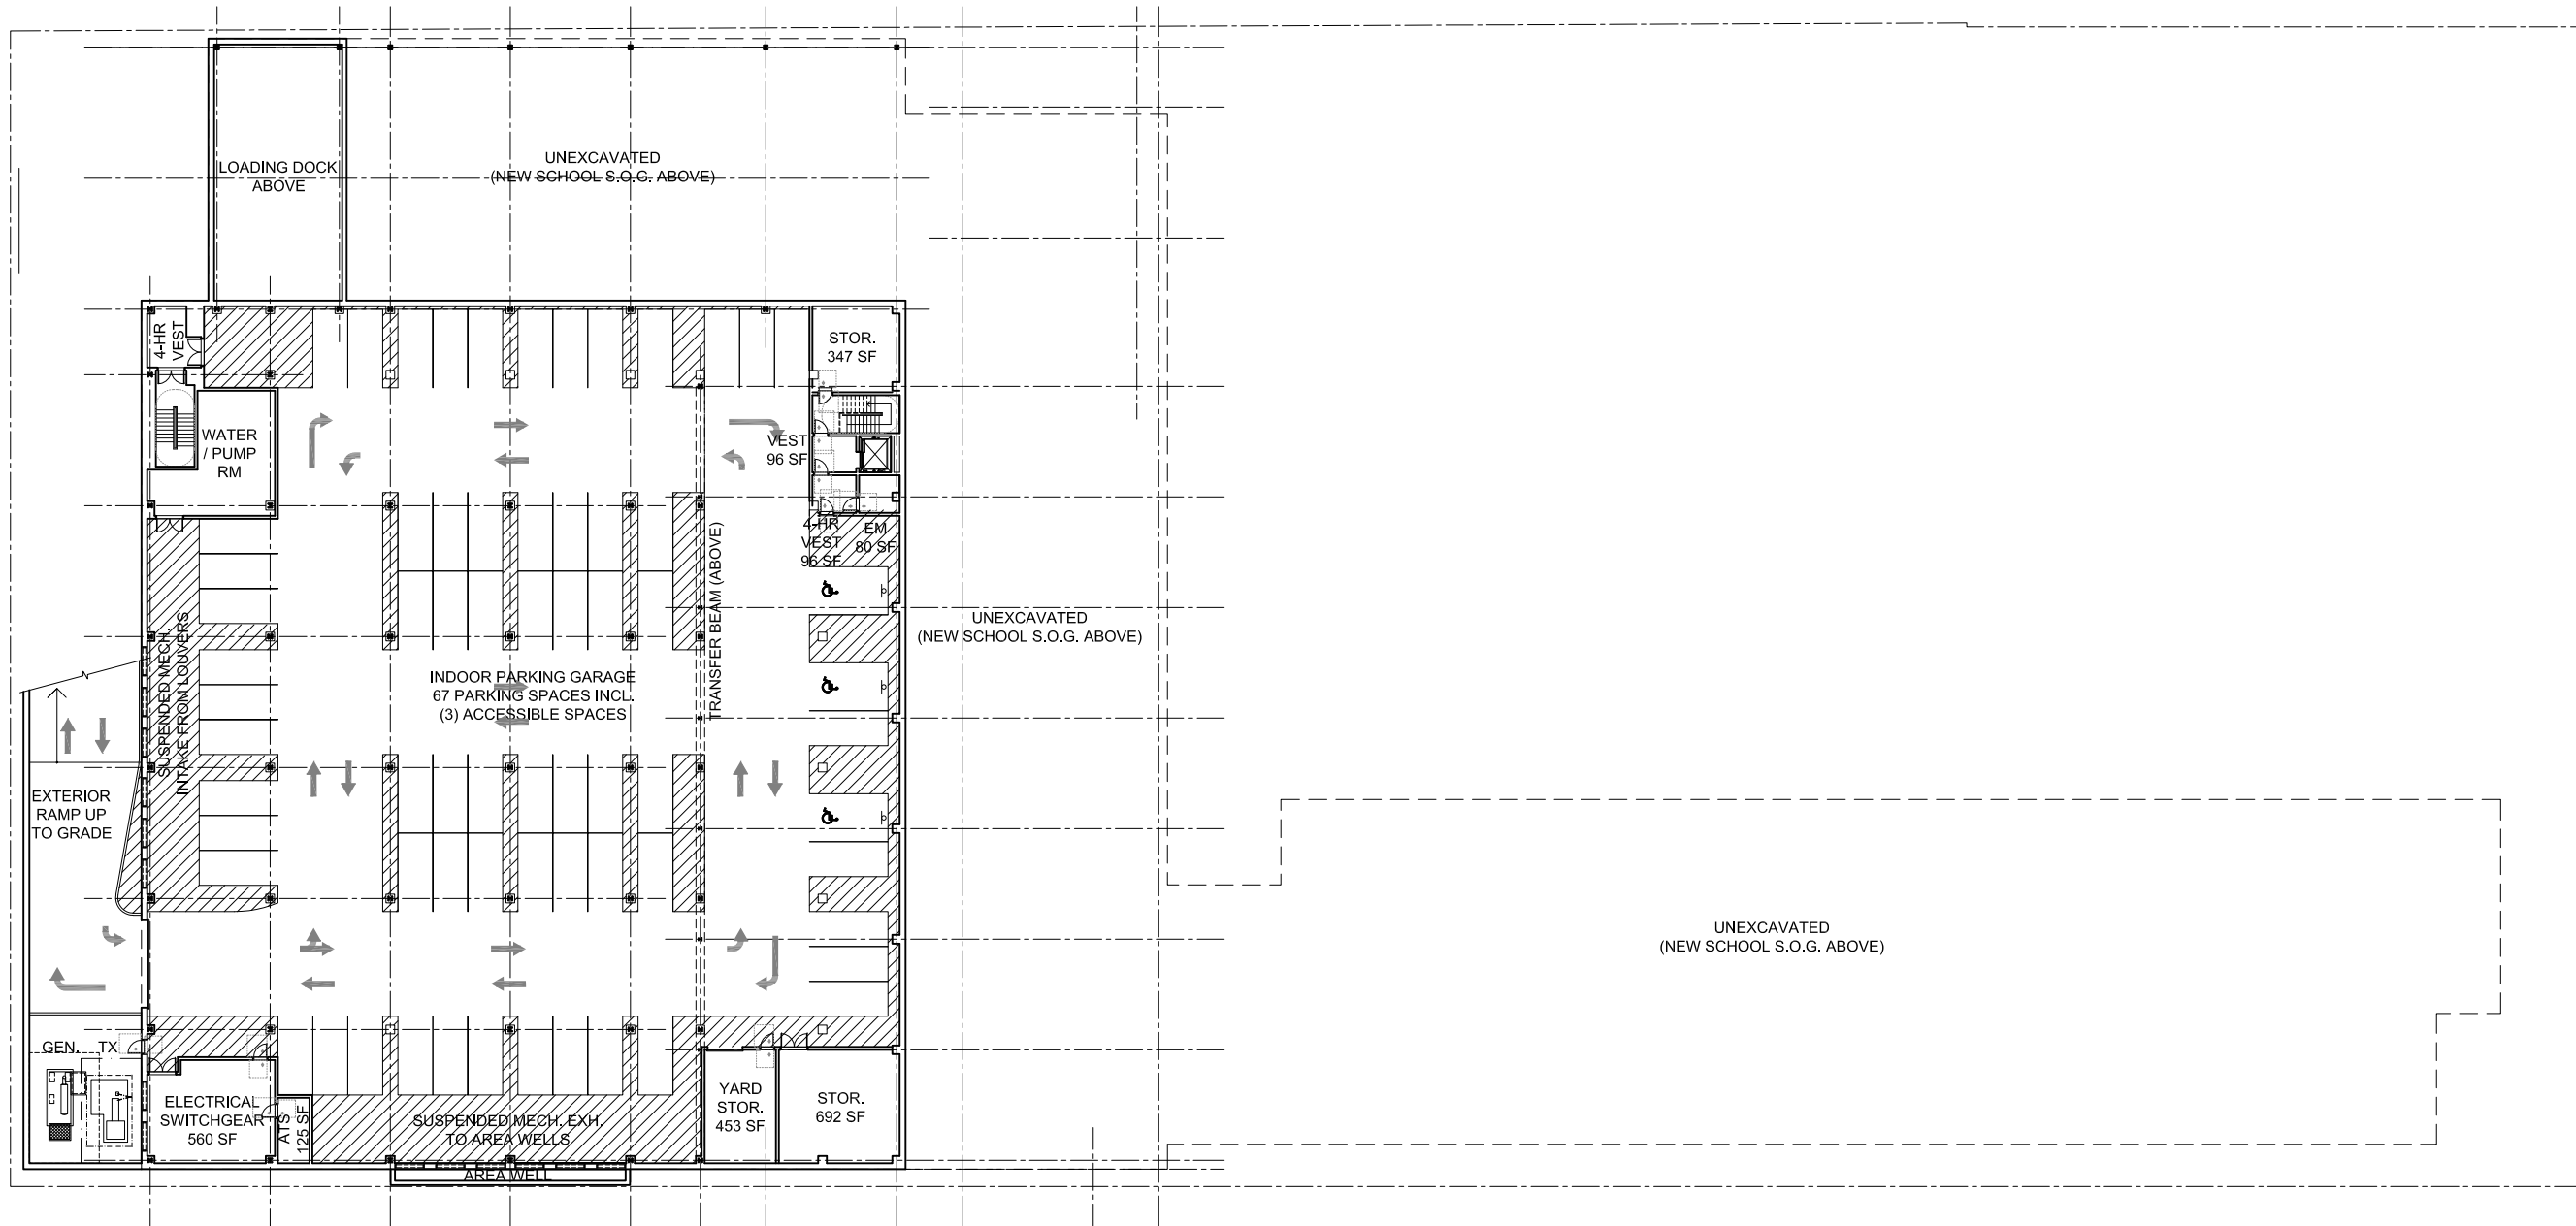 LOADING DOCK
ABOVE
UNEXCAVATED
(NEW SCHOOL S.O.G. ABOVE)
4-HR
VEST
STOR.
347 SF
WATER
/ PUMP
RM
VEST
96 SF
4-HR
VEST
96 SF
EM
80 SF
TRANSFER BEAM (ABOVE)
SUSPENDED MECH.
INTAKE FROM LOUVERS
INDOOR PARKING GARAGE
67 PARKING SPACES INCL.
(3) ACCESSIBLE SPACES
UNEXCAVATED
(NEW SCHOOL S.O.G. ABOVE)
EXTERIOR
RAMP UP
TO GRADE
UNEXCAVATED
(NEW SCHOOL S.O.G. ABOVE)
GEN.
TX
ELECTRICAL
SWITCHGEAR
560 SF
ATS
125 SF
SUSPENDED MECH. EXH.
TO AREA WELLS
YARD
STOR.
453 SF
STOR.
692 SF
AREA WELL